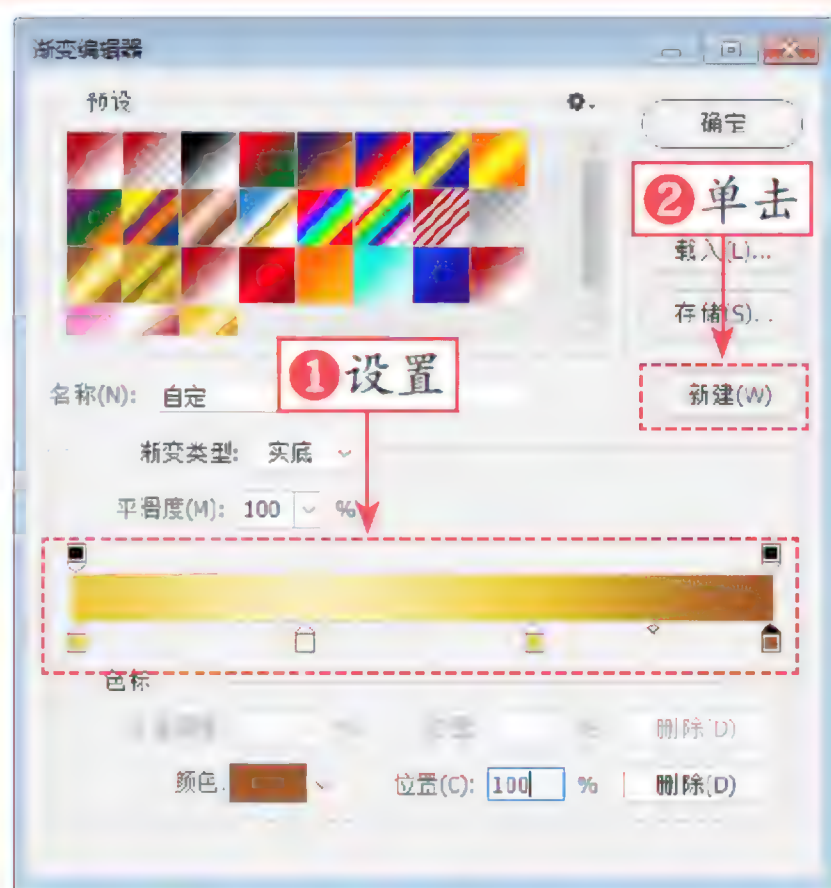 渐变编辑器
预设
确定
❷单击
载入(L)...
存储(S)...
❶设置
名称(N): 自定
新建(W)
渐变类型: 实底
平滑度(M): 100 %
色标
删除(D)
颜色: 位置(C): 100 % 删除(D)